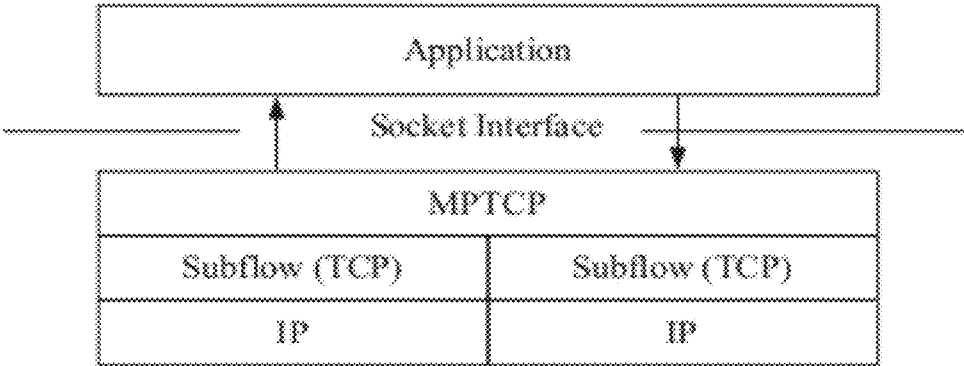 Application
Socket Interface
MPTCP
Subflow (TCP)
Subflow (TCP)
IP
IP